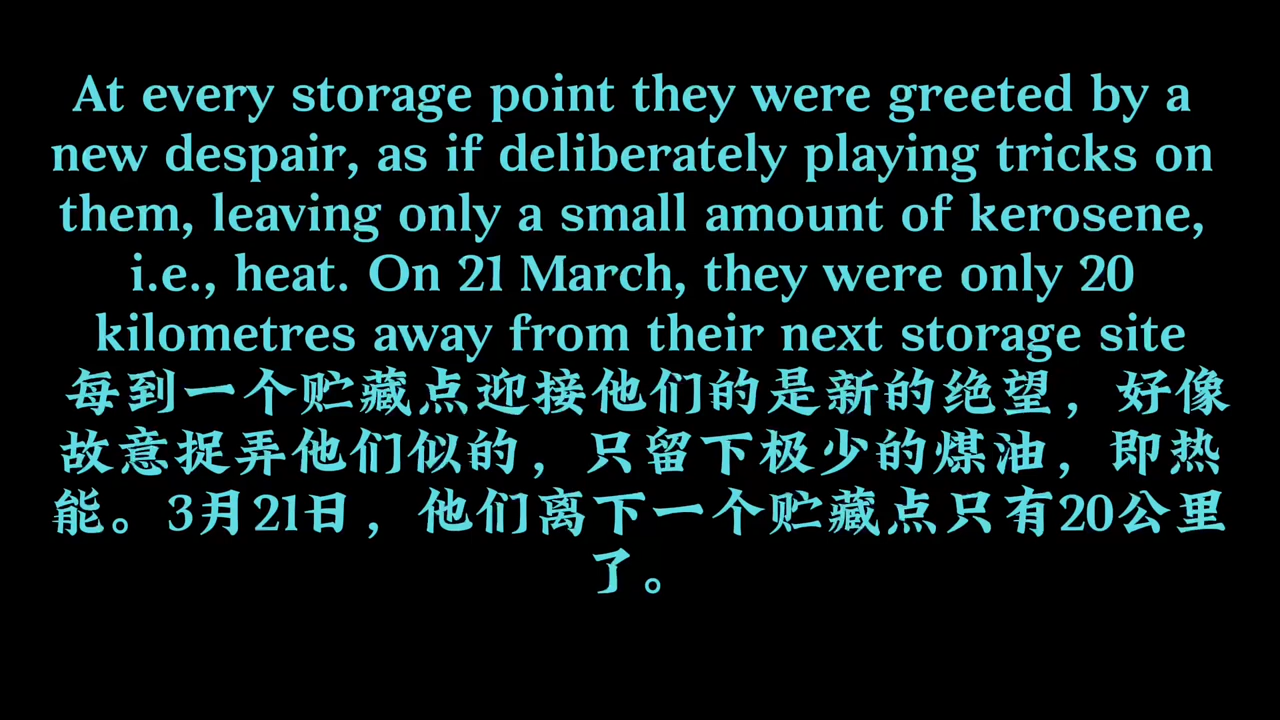 At every storage point they were greeted by a
new despair, as if deliberately playing tricks on
them, leaving only a small amount of kerosene,
i.e., heat. On 21 March, they were only 20
kilometres away from their next storage site
每到一个贮藏点迎接他们的是新的绝望，好像
故意捉弄他们似的，只留下极少的煤油，即热
能。3月21日，他们离下一个贮藏点只有20公里
了。